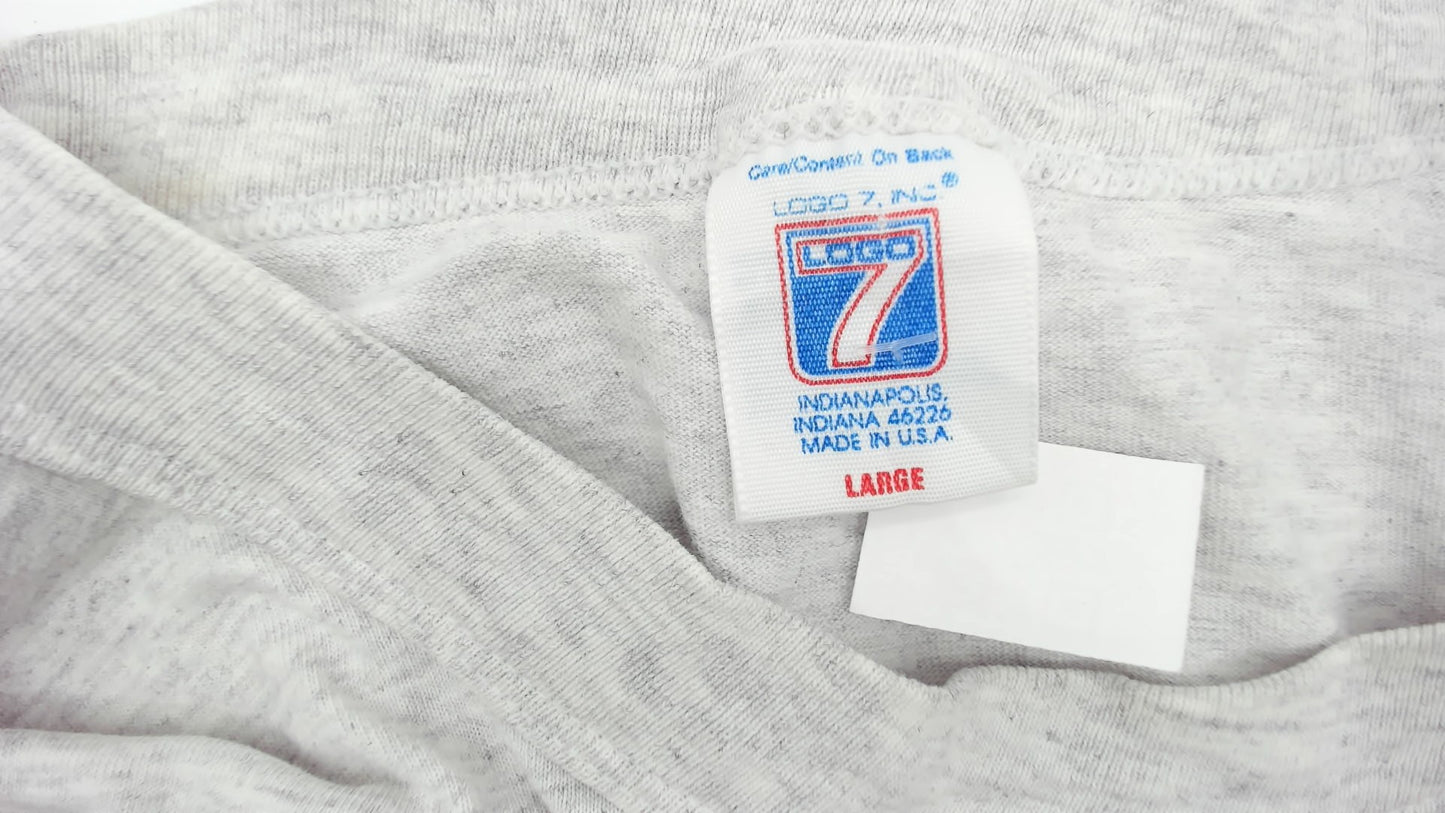 Care/Content On Back
LOGO 7, INC®
LOGO
7
INDIANAPOLIS,
INDIANA 46226
MADE IN U.S.A.
LARGE